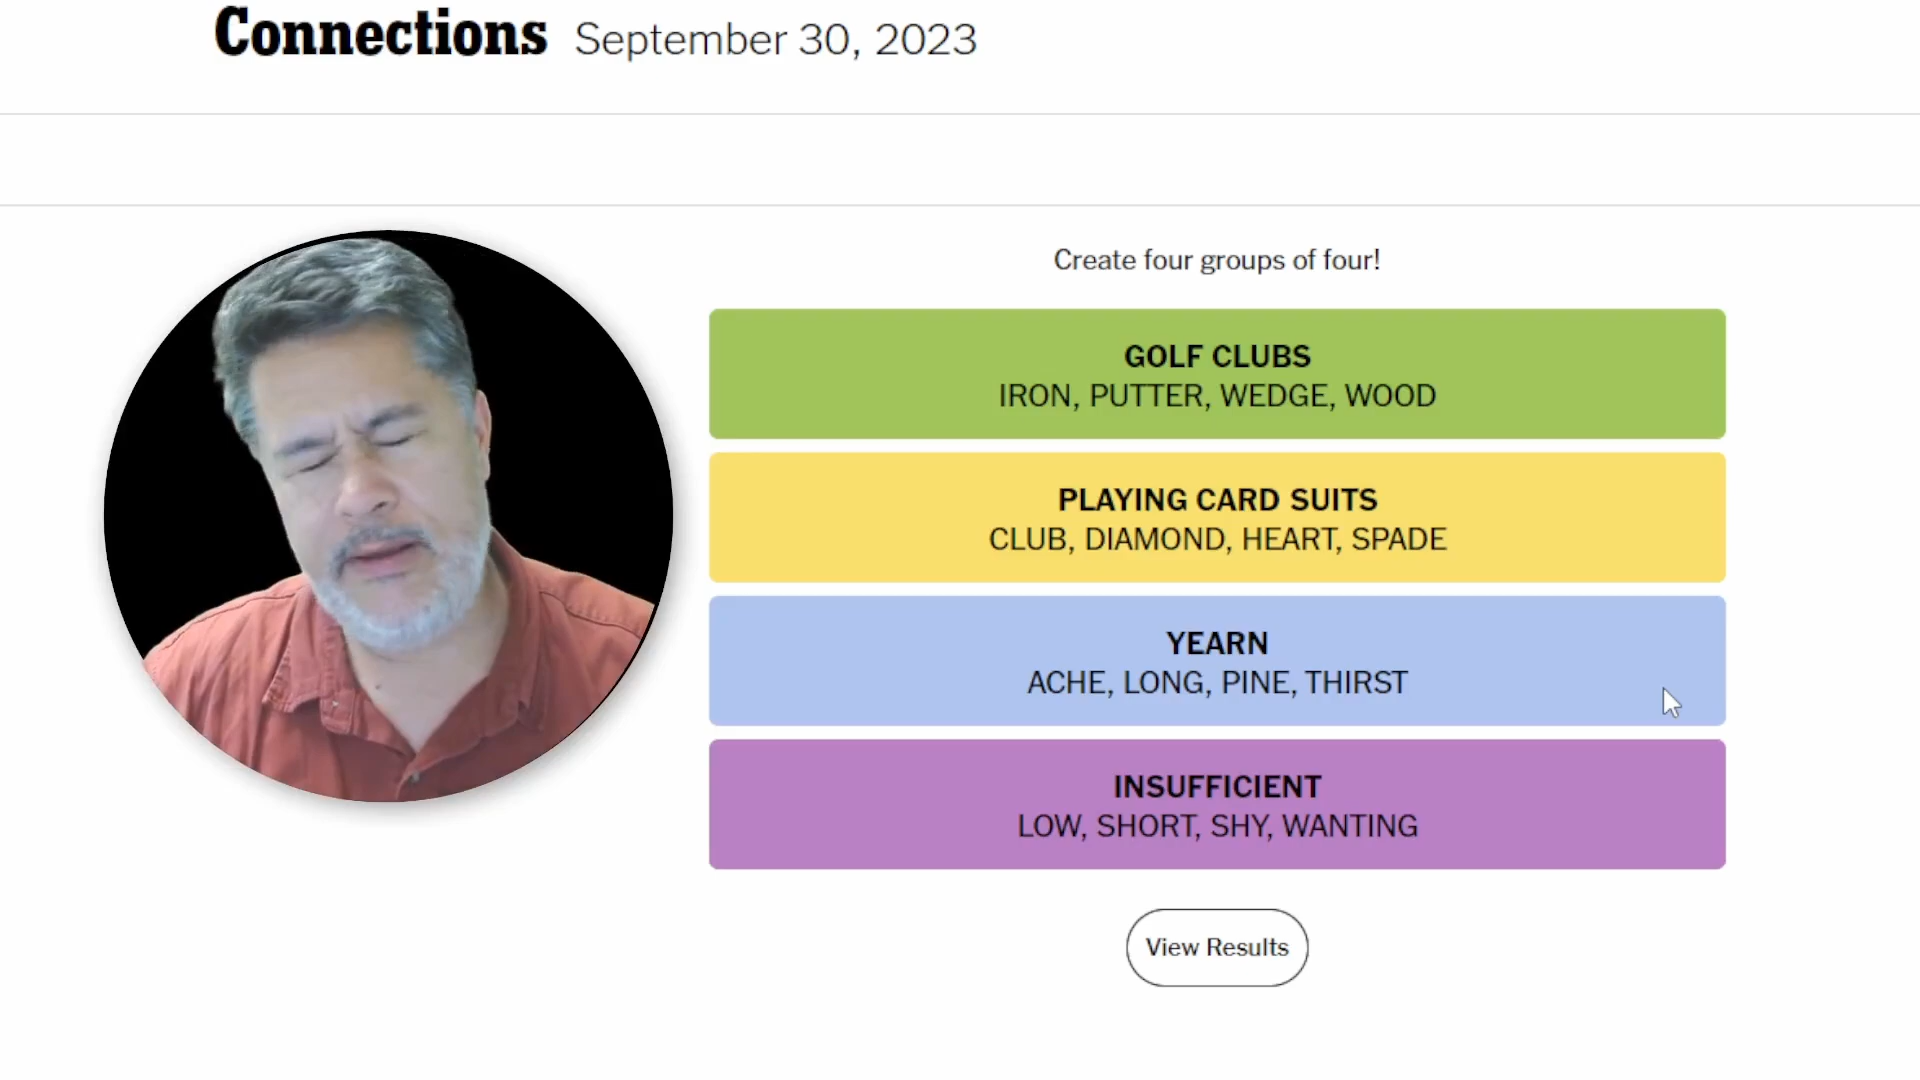 Connections September 30, 2023
Create four groups of four!
GOLF CLUBS
IRON, PUTTER, WEDGE, WOOD
PLAYING CARD SUITS
CLUB, DIAMOND, HEART, SPADE
YEARN
ACHE, LONG, PINE, THIRST
INSUFFICIENT
LOW, SHORT, SHY, WANTING
View Results